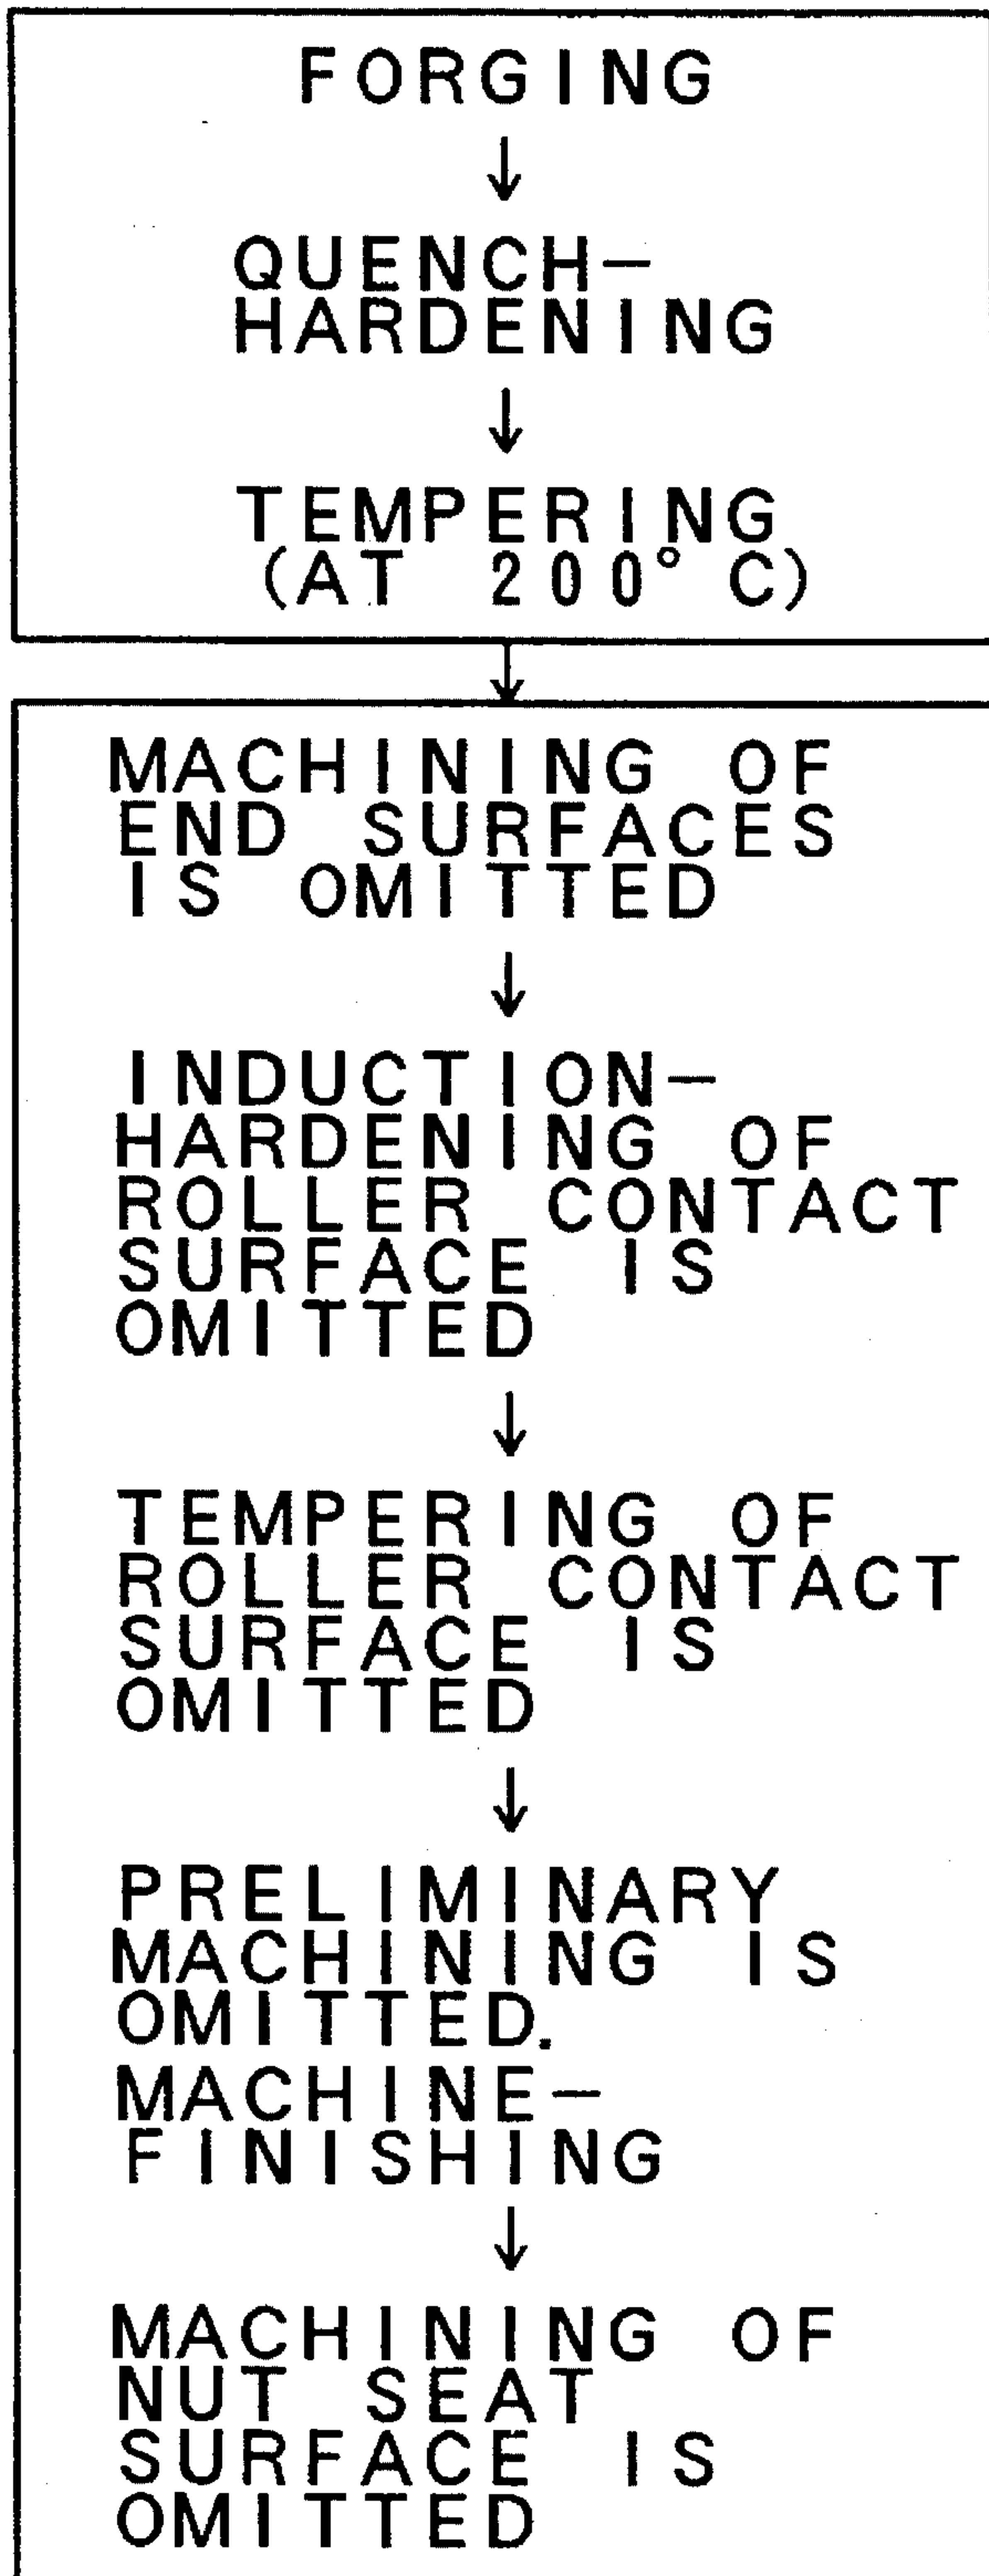 FORGING
↓
QUENCH-
HARDENING
↓
TEMPERING
(AT 200°C)
↓
MACHINING OF
END SURFACES
IS OMITTED
↓
INDUCTION-
HARDENING OF
ROLLER CONTACT
SURFACE IS
OMITTED
↓
TEMPERING OF
ROLLER CONTACT
SURFACE IS
OMITTED
↓
PRELIMINARY
MACHINING IS
OMITTED.
MACHINE-
FINISHING
↓
MACHINING OF
NUT SEAT
SURFACE IS
OMITTED